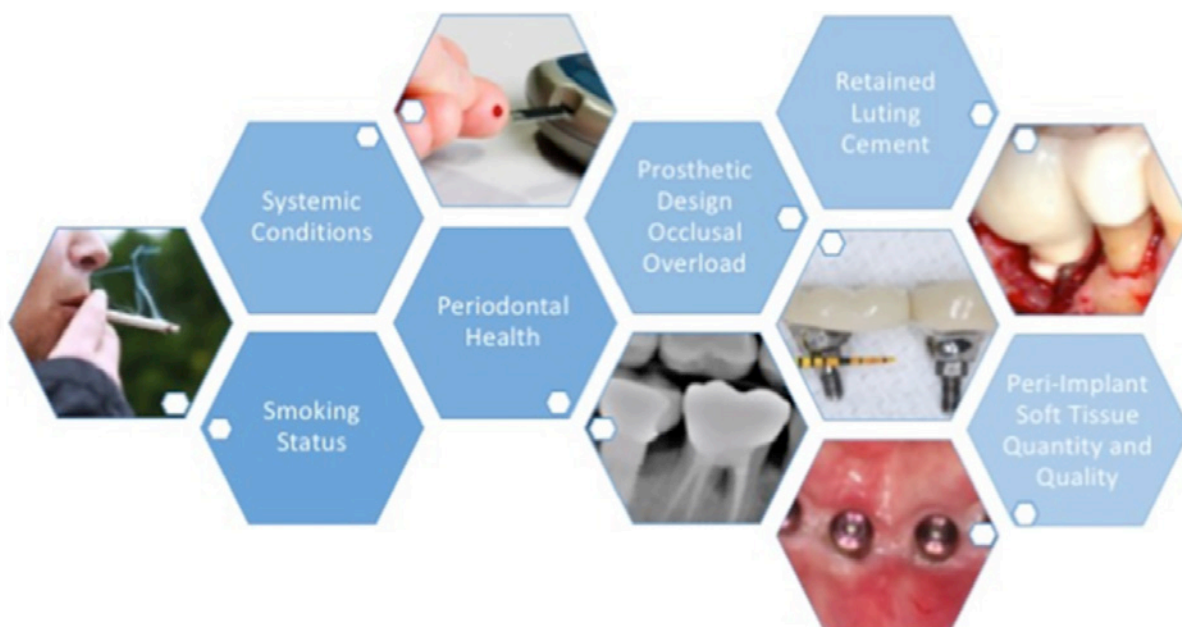 Systemic
Conditions
Smoking
Status
Periodontal
Health
Prosthetic
Design
Occlusal
Overload
Retained
Luting
Cement
Peri-Implant
Soft Tissue
Quantity and
Quality